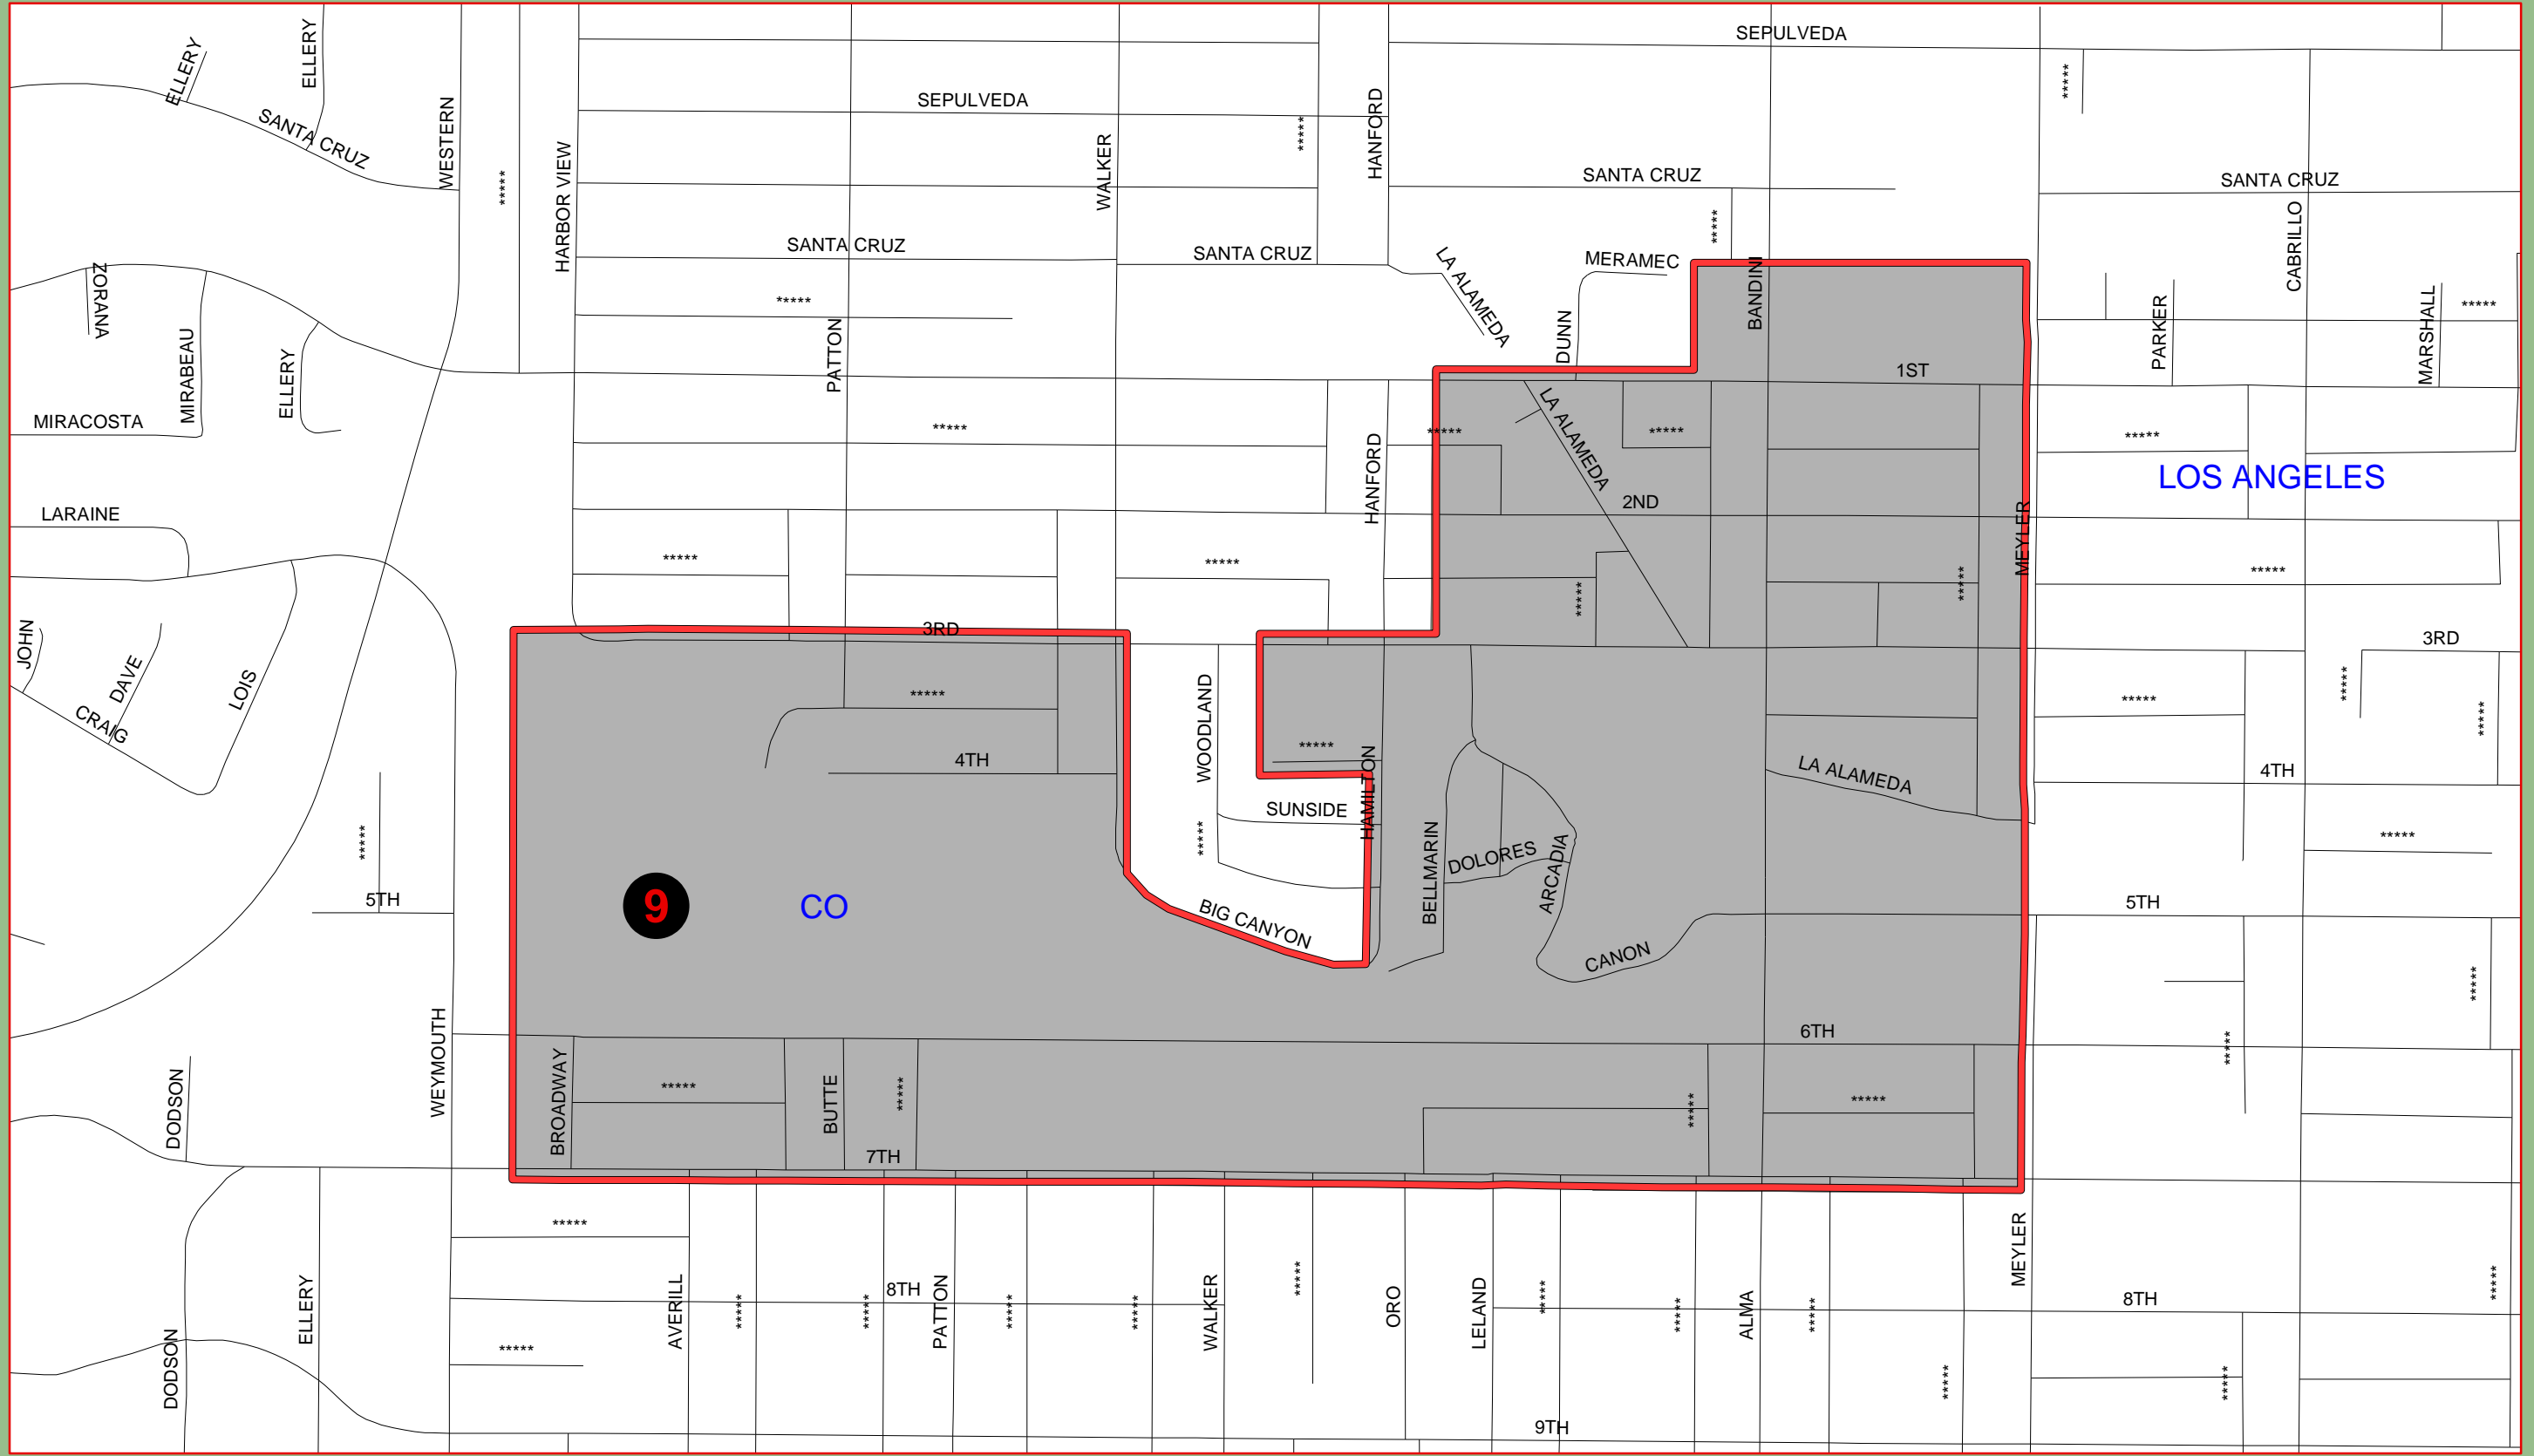 SEPULVEDA
ELLERY
ELLERY
SANTA CRUZ
WESTERN
*****
HARBOR VIEW
SEPULVEDA
WALKER
*****
HANFORD
*****
SANTA CRUZ
SANTA CRUZ
*****
CABRILLO
SANTA CRUZ
SANTA CRUZ
LA ALAMEDA
MERAMEC
BANDINI
ZORANA
*****
PATTON
DUNN
PARKER
MARSHALL
*****
MIRABEAU
ELLERY
1ST
MIRACOSTA
*****
HANFORD
*****
LA ALAMEDA
*****
*****
LOS ANGELES
LARAINE
2ND
MEYLER
*****
*****
*****
*****
*****
JOHN
DAVE
LOIS
CRAIG
3RD
3RD
*****
WOODLAND
*****
*****
*****
*****
4TH
*****
HAMILTON
LA ALAMEDA
4TH
SUNSIDE
*****
*****
BELLMARIN
DOLORES
ARCADIA
*****
5TH
9
CO
BIG CANYON
CANON
5TH
*****
WEYMOUTH
6TH
*****
DODSON
BROADWAY
*****
BUTTE
*****
*****
*****
7TH
*****
MEYLER
ELLERY
AVERILL
*****
*****
8TH
PATTON
*****
*****
WALKER
*****
ORO
LELAND
*****
*****
ALMA
*****
8TH
*****
DODSON
*****
*****
*****
9TH